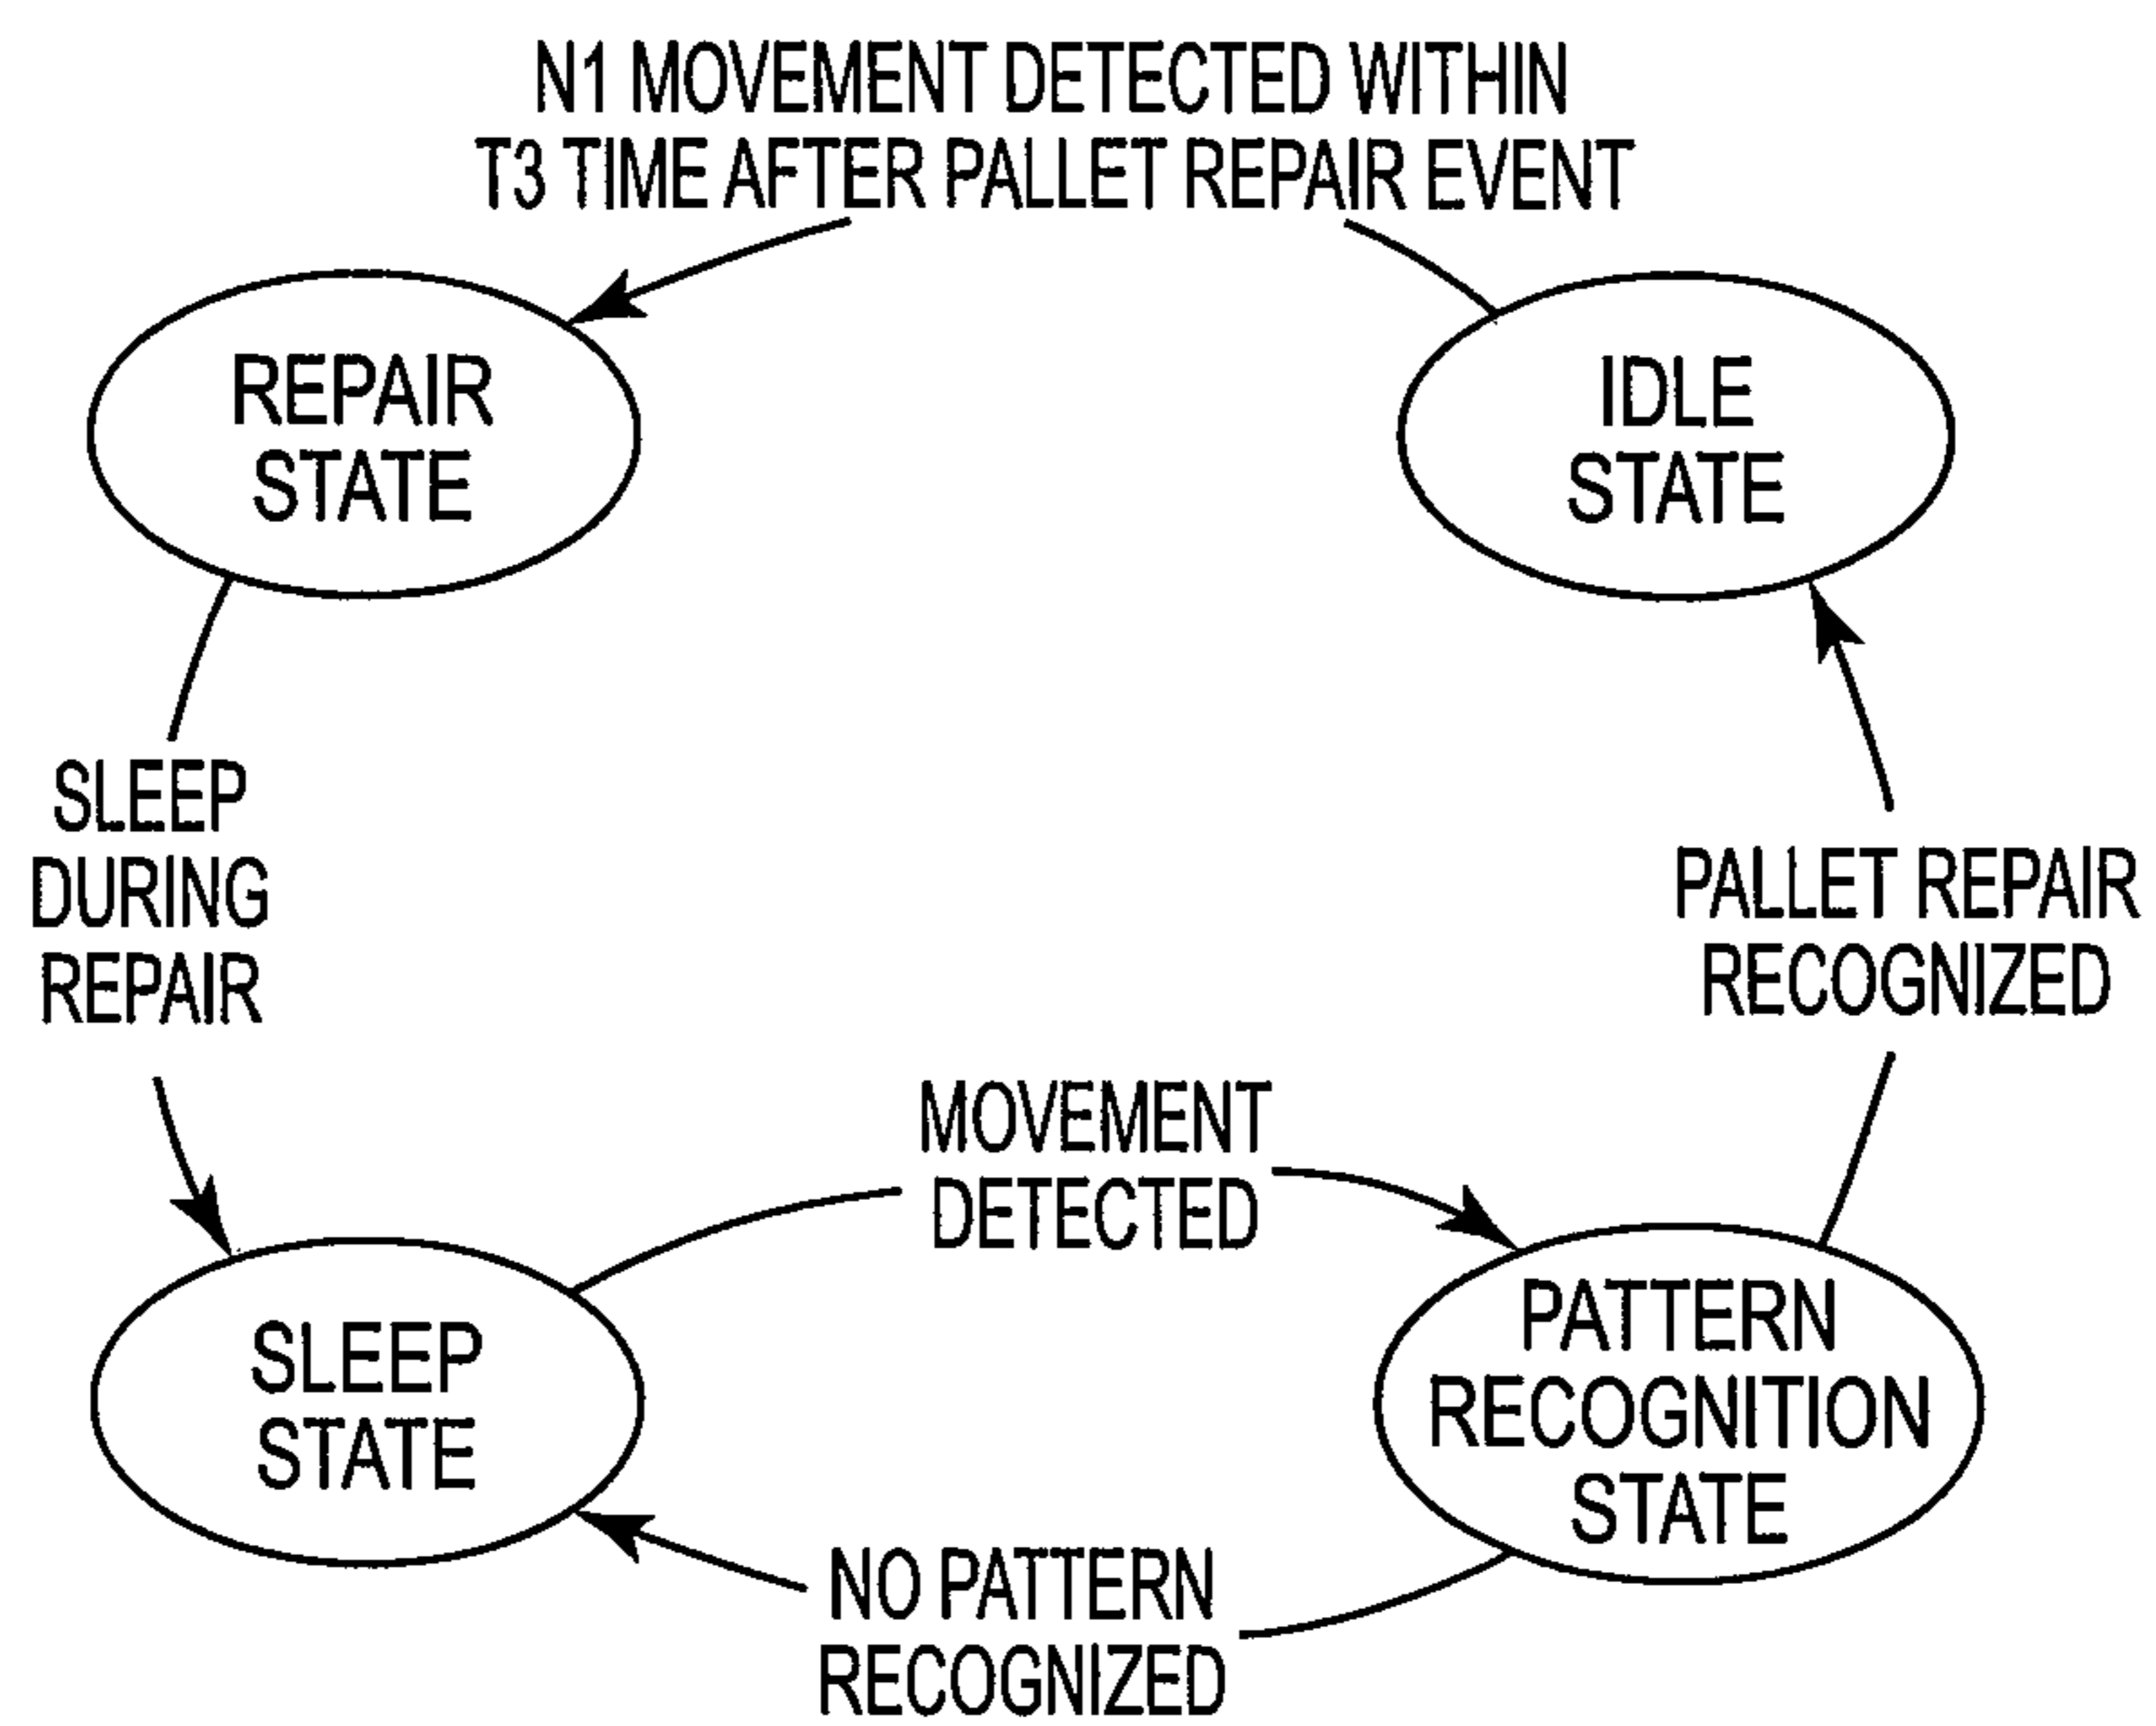 N1 MOVEMENT DETECTED WITHIN
T3 TIME AFTER PALLET REPAIR EVENT
REPAIR
STATE
IDLE
STATE
SLEEP
DURING
REPAIR
PALLET REPAIR
RECOGNIZED
MOVEMENT
DETECTED
SLEEP
STATE
PATTERN
RECOGNITION
STATE
NO PATTERN
RECOGNIZED